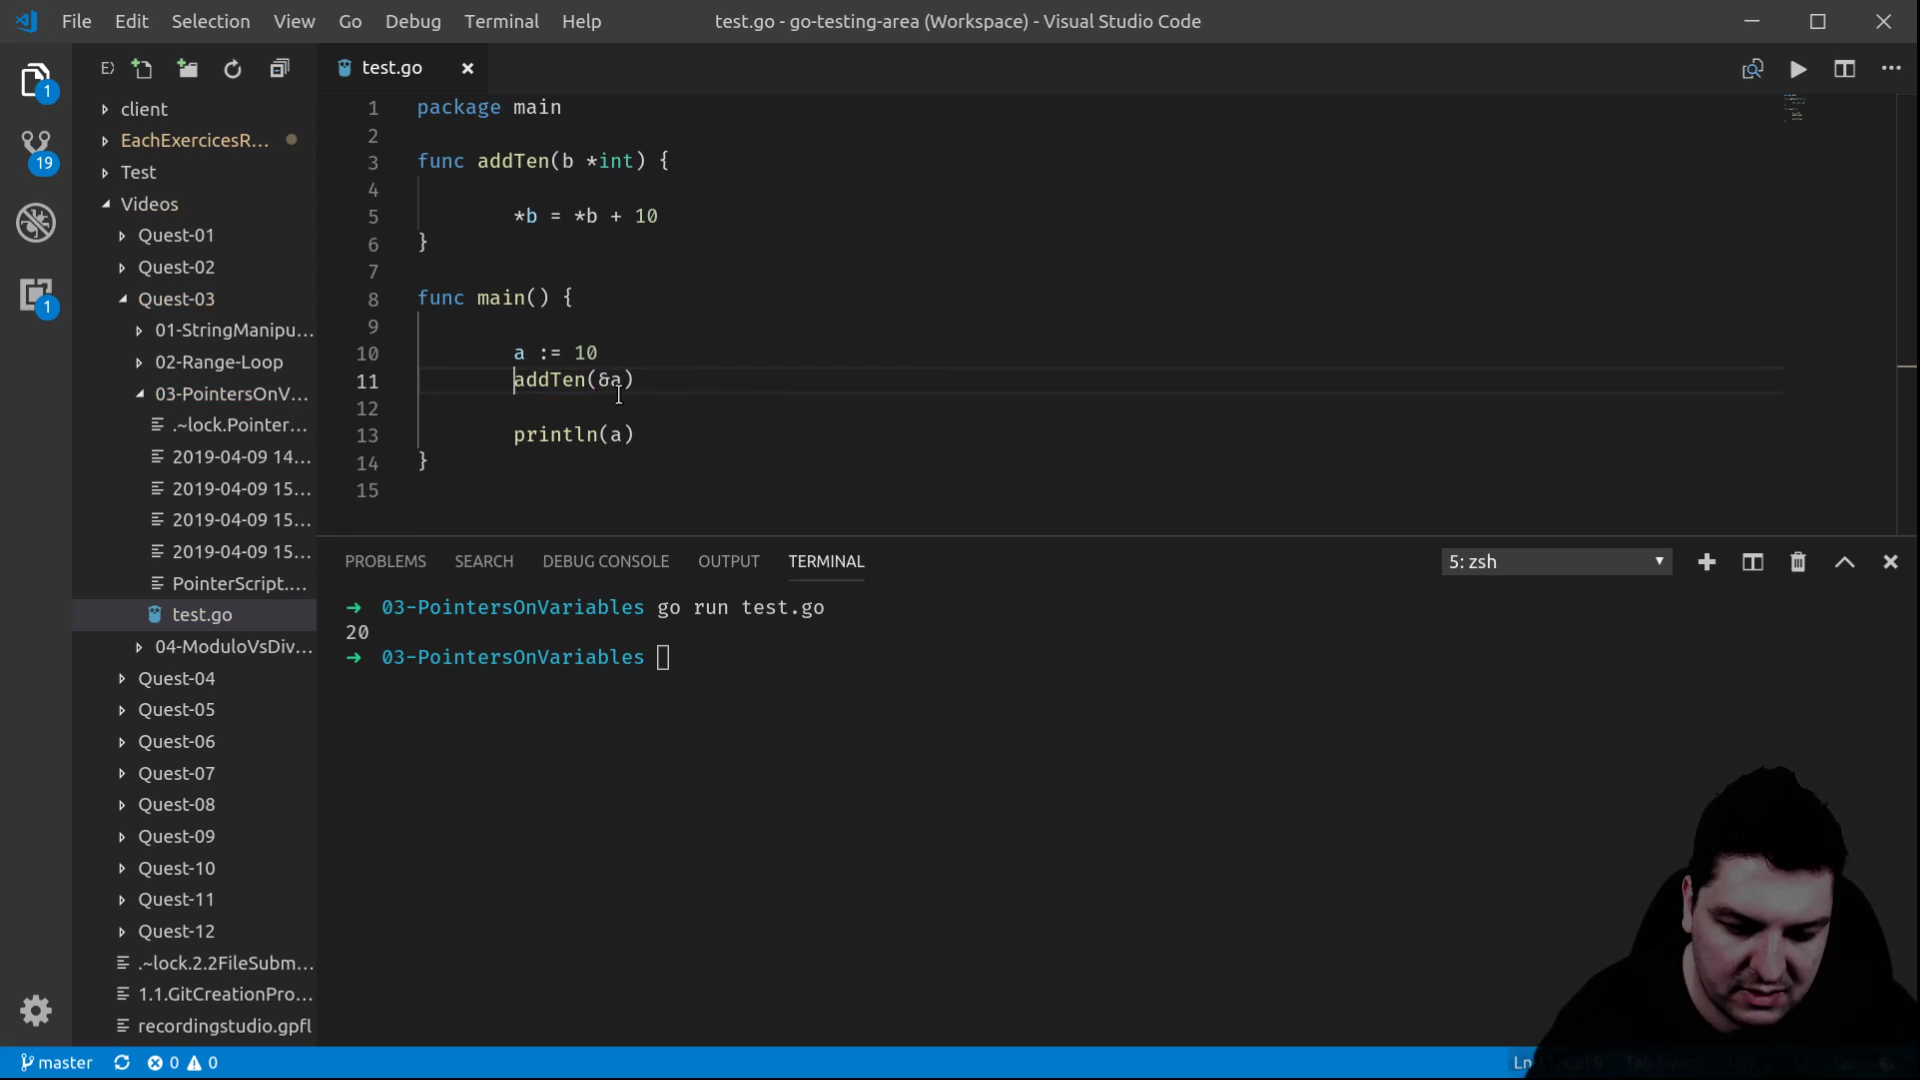 File Edit Selection View Go Debug Terminal Help
test.go - go-testing-area (Workspace) - Visual Studio Code
test.go
1 package main
2
3 func addTen(b *int) {
4
5 *b = *b + 10
6 }
7
8 func main() {
9
10 a := 10
11 addTen(&a)
12
13 println(a)
14 }
15
1
19
1
client
EachExercicesR...
Test
Videos
Quest-01
Quest-02
Quest-03
01-StringManipu...
02-Range-Loop
03-PointersOnV...
.~lock.Pointer...
2019-04-09 14...
2019-04-09 15...
2019-04-09 15...
2019-04-09 15...
PointerScript....
test.go
04-ModuloVsDiv...
Quest-04
Quest-05
Quest-06
Quest-07
Quest-08
Quest-09
Quest-10
Quest-11
Quest-12
.~lock.2.2FileSubm...
1.1.GitCreationPro...
recordingstudio.gpfl
PROBLEMS SEARCH DEBUG CONSOLE OUTPUT TERMINAL
5: zsh
➜ 03-PointersOnVariables go run test.go
20
➜ 03-PointersOnVariables
master 0 0
Ln